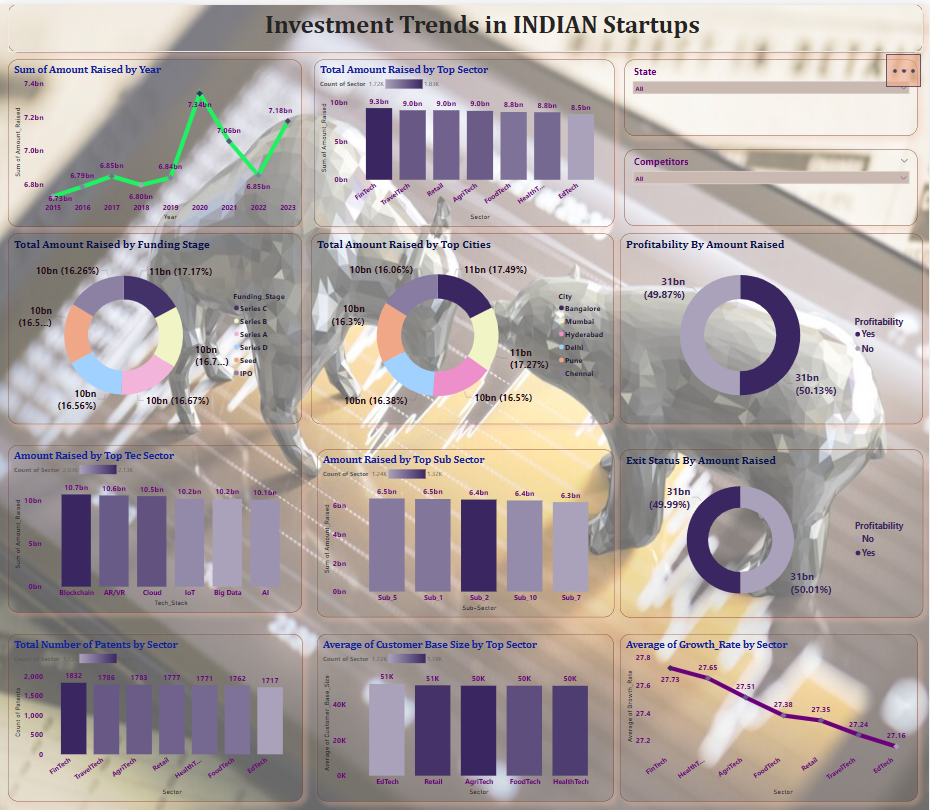 Investment Trends in INDIAN Startups
Sum of Amount Raised by Year
7.4bn
7.2bn
7.0bn
6.8bn
Sum of Amount_Raised
6.73bn
6.79bn
6.85bn
6.80bn
6.84bn
7.34bn
7.06bn
6.85bn
7.18bn
2015 2016 2017 2018 2019 2020 2021 2022 2023
Year
Total Amount Raised by Top Sector
Count of Sector 1.72K 1.83K
10bn
5bn
0bn
Sum of Amount_Raised
9.3bn 9.0bn 9.0bn 9.0bn 8.8bn 8.8bn 8.5bn
FinTech TravelTech Retail AgriTech FoodTech HealthT... EdTech
Sector
State
All
Competitors
All
Total Amount Raised by Funding Stage
10bn (16.26%)
11bn (17.17%)
10bn
(16.5...)
10bn
(16.7...)
10bn
(16.56%)
10bn (16.67%)
Funding_Stage
Series C
Series B
Series A
Series D
Seed
IPO
Total Amount Raised by Top Cities
10bn (16.06%)
11bn (17.49%)
10bn
(16.3%)
11bn
(17.27%)
10bn (16.38%)
10bn (16.5%)
City
Bangalore
Mumbai
Hyderabad
Delhi
Pune
Chennai
Profitability By Amount Raised
31bn
(49.87%)
31bn
(50.13%)
Profitability
Yes
No
Amount Raised by Top Tec Sector
Count of Sector 2.13K
10bn
5bn
0bn
Sum of Amount_Raised
10.7bn 10.6bn 10.5bn 10.2bn 10.2bn 10.1bn
Blockchain AR/VR Cloud IoT Big Data AI
Tech_Stack
Amount Raised by Top Sub Sector
Count of Sector 1.24K 1.32K
6bn
4bn
2bn
0bn
Sum of Amount_Raised
6.5bn 6.5bn 6.4bn 6.4bn 6.3bn
Sub_5 Sub_1 Sub_2 Sub_10 Sub_7
Sub-Sector
Exit Status By Amount Raised
31bn
(49.99%)
31bn
(50.01%)
Profitability
No
Yes
Total Number of Patents by Sector
Count of Sector
2,000
1,500
1,000
500
0
Count of Patents
1832 1786 1783 1777 1771 1762 1717
FinTech TravelTech AgriTech Retail HealthT... FoodTech EdTech
Sector
Average of Customer Base Size by Top Sector
Count of Sector 1.72K
40K
20K
0K
Average of Customer_Base_Size
51K 51K 50K 50K 50K
EdTech Retail AgriTech FoodTech HealthTech
Sector
Average of Growth_Rate by Sector
27.8
27.6
27.4
27.2
Average of Growth_Rate
27.73
27.65
27.51
27.38
27.35
27.24
27.16
FinTech HealthT... AgriTech FoodTech Retail TravelTech EdTech
Sector